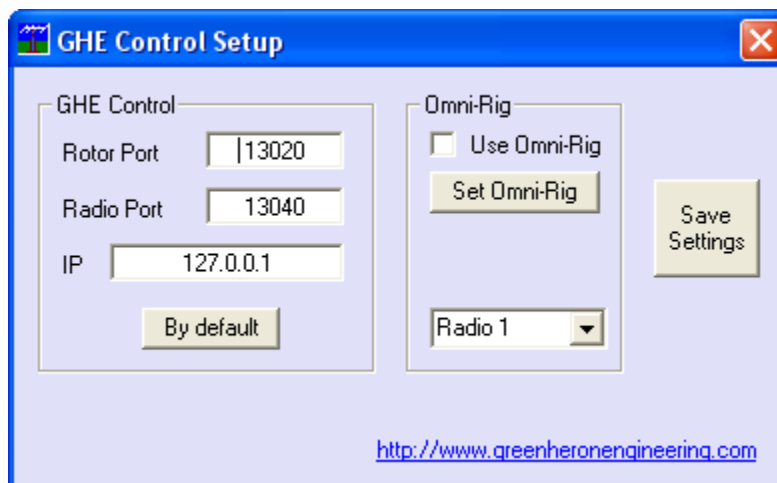 GHE Control Setup
GHE Control
Rotor Port 13020
Radio Port 13040
IP 127.0.0.1
By default
Omni-Rig
Use Omni-Rig
Set Omni-Rig
Radio 1
Save
Settings
http://www.greenheronengineering.com